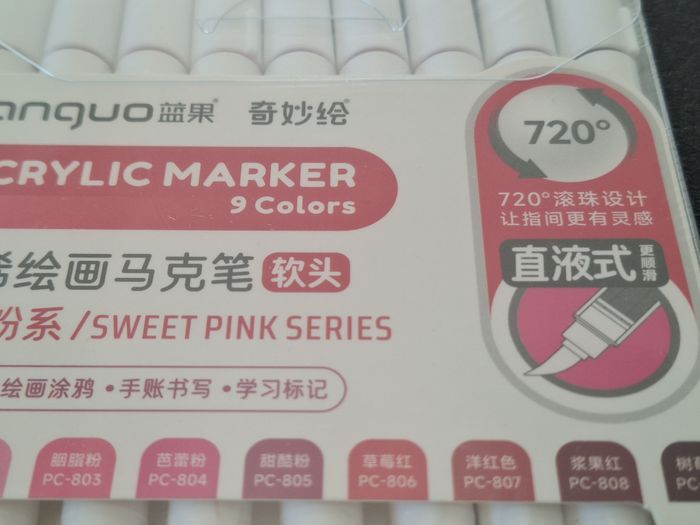 anguo蓝果® 奇妙绘
CRYLIC MARKER
9 Colors
绘画马克笔 软头
粉系/SWEET PINK SERIES
绘画涂鸦 •手账书写 •学习标记
720°
720°滚珠设计
让指间更有灵感
直液式 更顺滑
胭脂粉 PC-803
芭蕾粉 PC-804
甜酷粉 PC-805
草莓红 PC-806
洋红色 PC-807
浆果红 PC-808
树莓 PC-